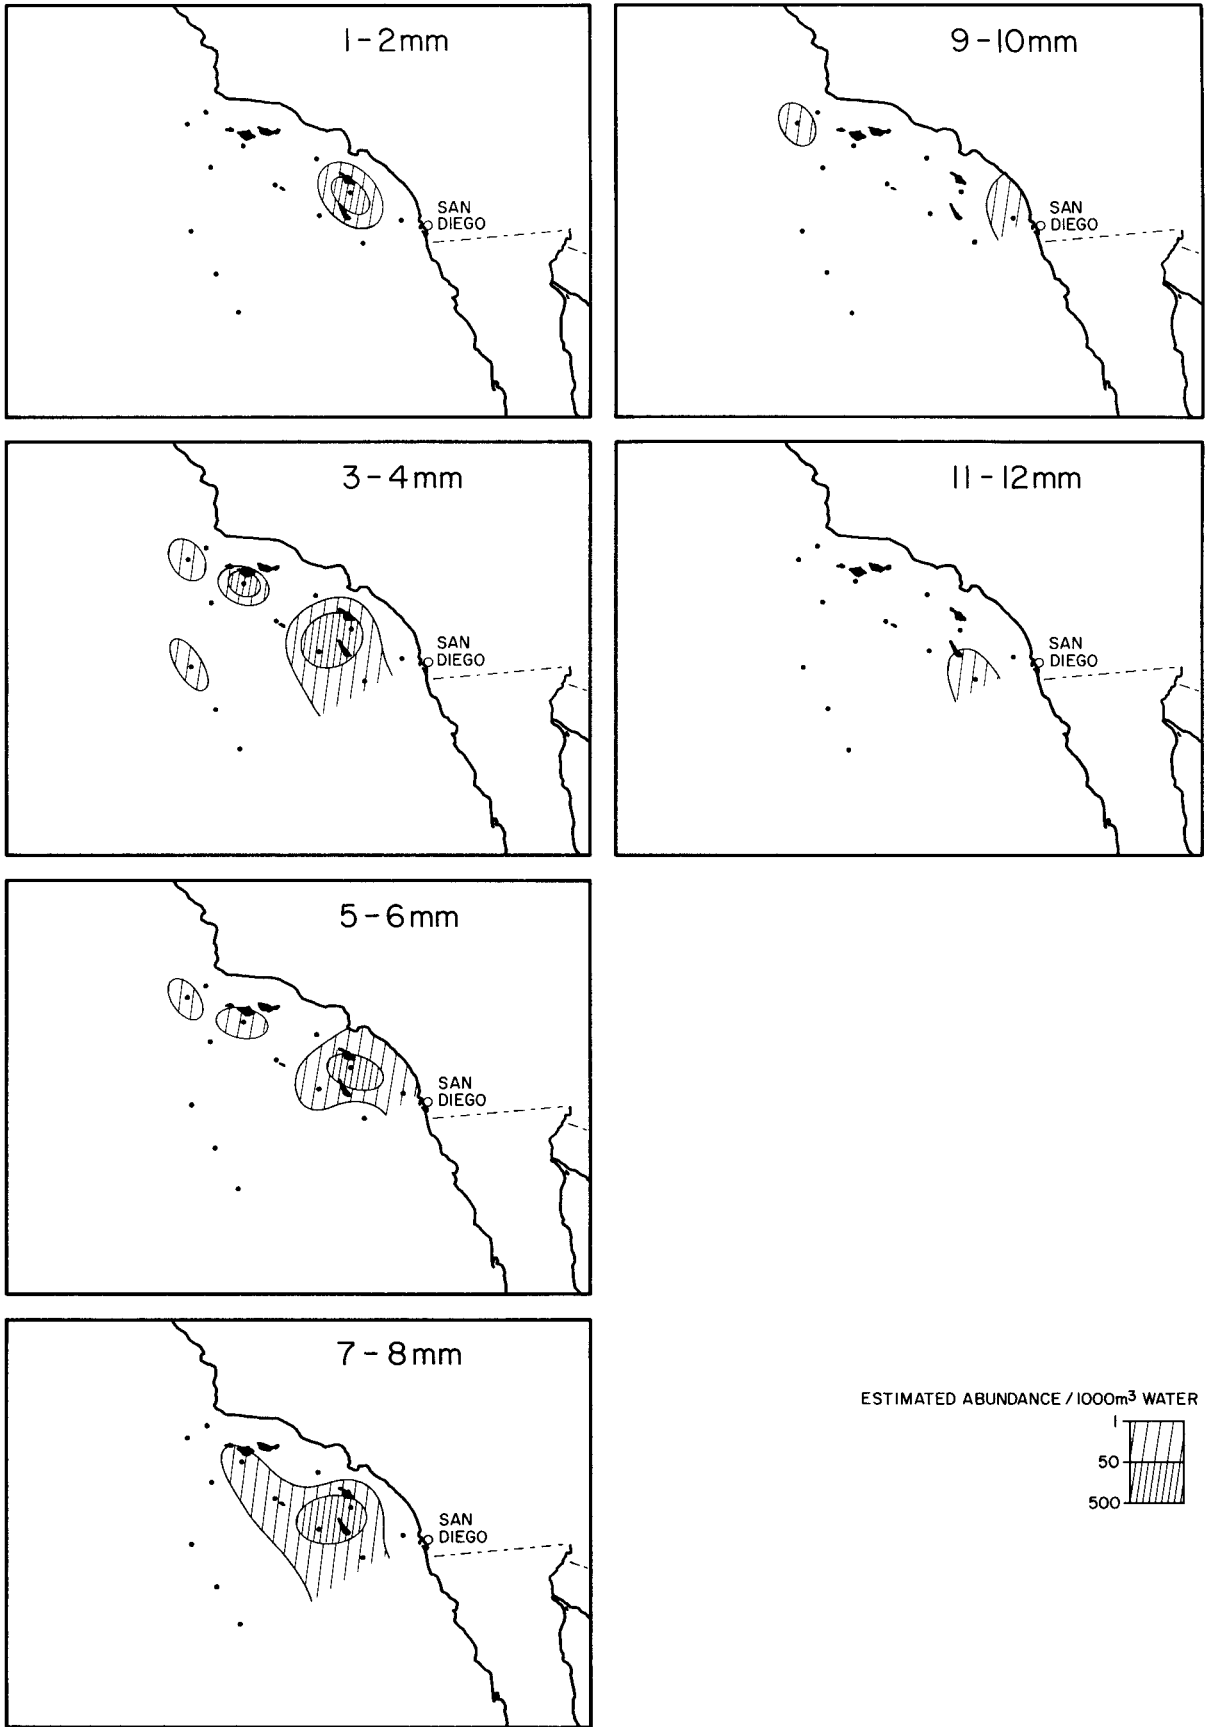 1-2mm
SAN
DIEGO
9-10mm
SAN
DIEGO
3-4mm
SAN
DIEGO
11-12mm
SAN
DIEGO
5-6mm
SAN
DIEGO
7-8mm
SAN
DIEGO
ESTIMATED ABUNDANCE / 1000m³ WATER
1
50
500